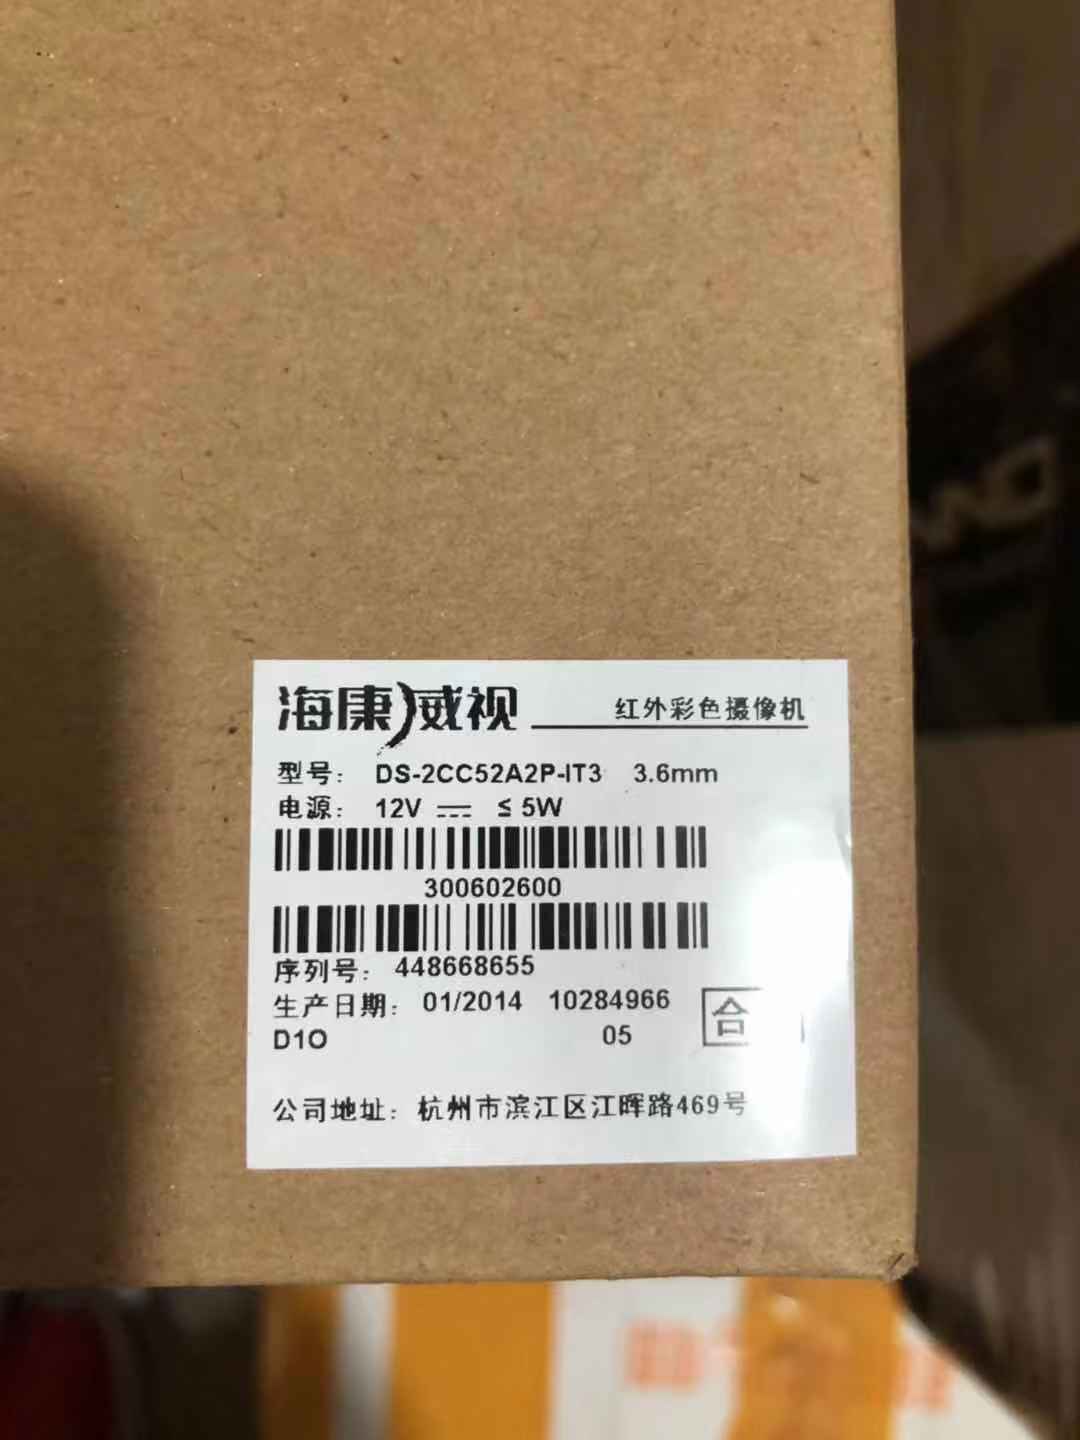 海康威视 红外彩色摄像机
型号： DS-2CC52A2P-IT3 3.6mm
电源： 12V ⎓ ≤ 5W
300602600
序列号： 448668655
生产日期： 01/2014 10284966
D1O 05
合
公司地址： 杭州市滨江区江晖路469号